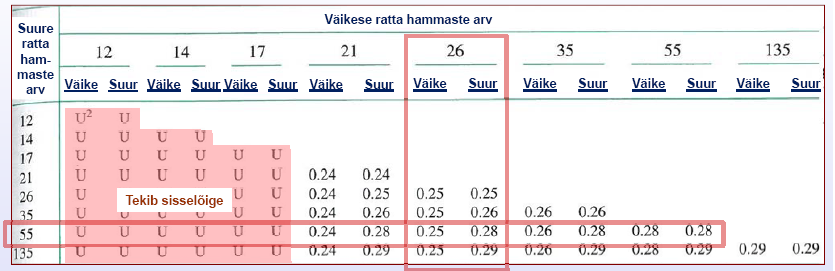 Väikese ratta hammaste arv
Suure
ratta
ham-
maste
arv
12 14 17 21 26 35 55 135
Väike Suur Väike Suur Väike Suur Väike Suur Väike Suur Väike Suur Väike Suur Väike Suur
12 U² U
14 U U U U
17 U U U U U U
21 U U U U U U 0.24 0.24
26 U U U 0.24 0.25 0.25 0.25
Tekib sisselõige
35 U U U U U U 0.24 0.26 0.25 0.26 0.26 0.26
55 U U U U U U 0.24 0.28 0.25 0.28 0.26 0.28 0.28 0.28
135 U U U U U U 0.24 0.29 0.25 0.29 0.26 0.29 0.28 0.29 0.29 0.29